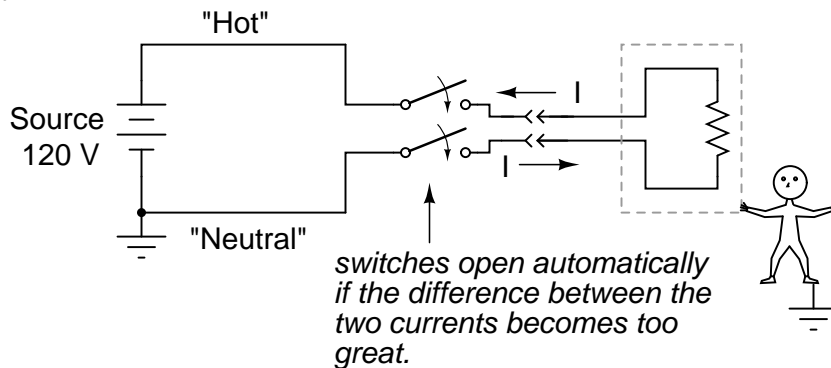 "Hot"
I
Source
120 V
I
"Neutral"
switches open automatically
if the difference between the
two currents becomes too
great.